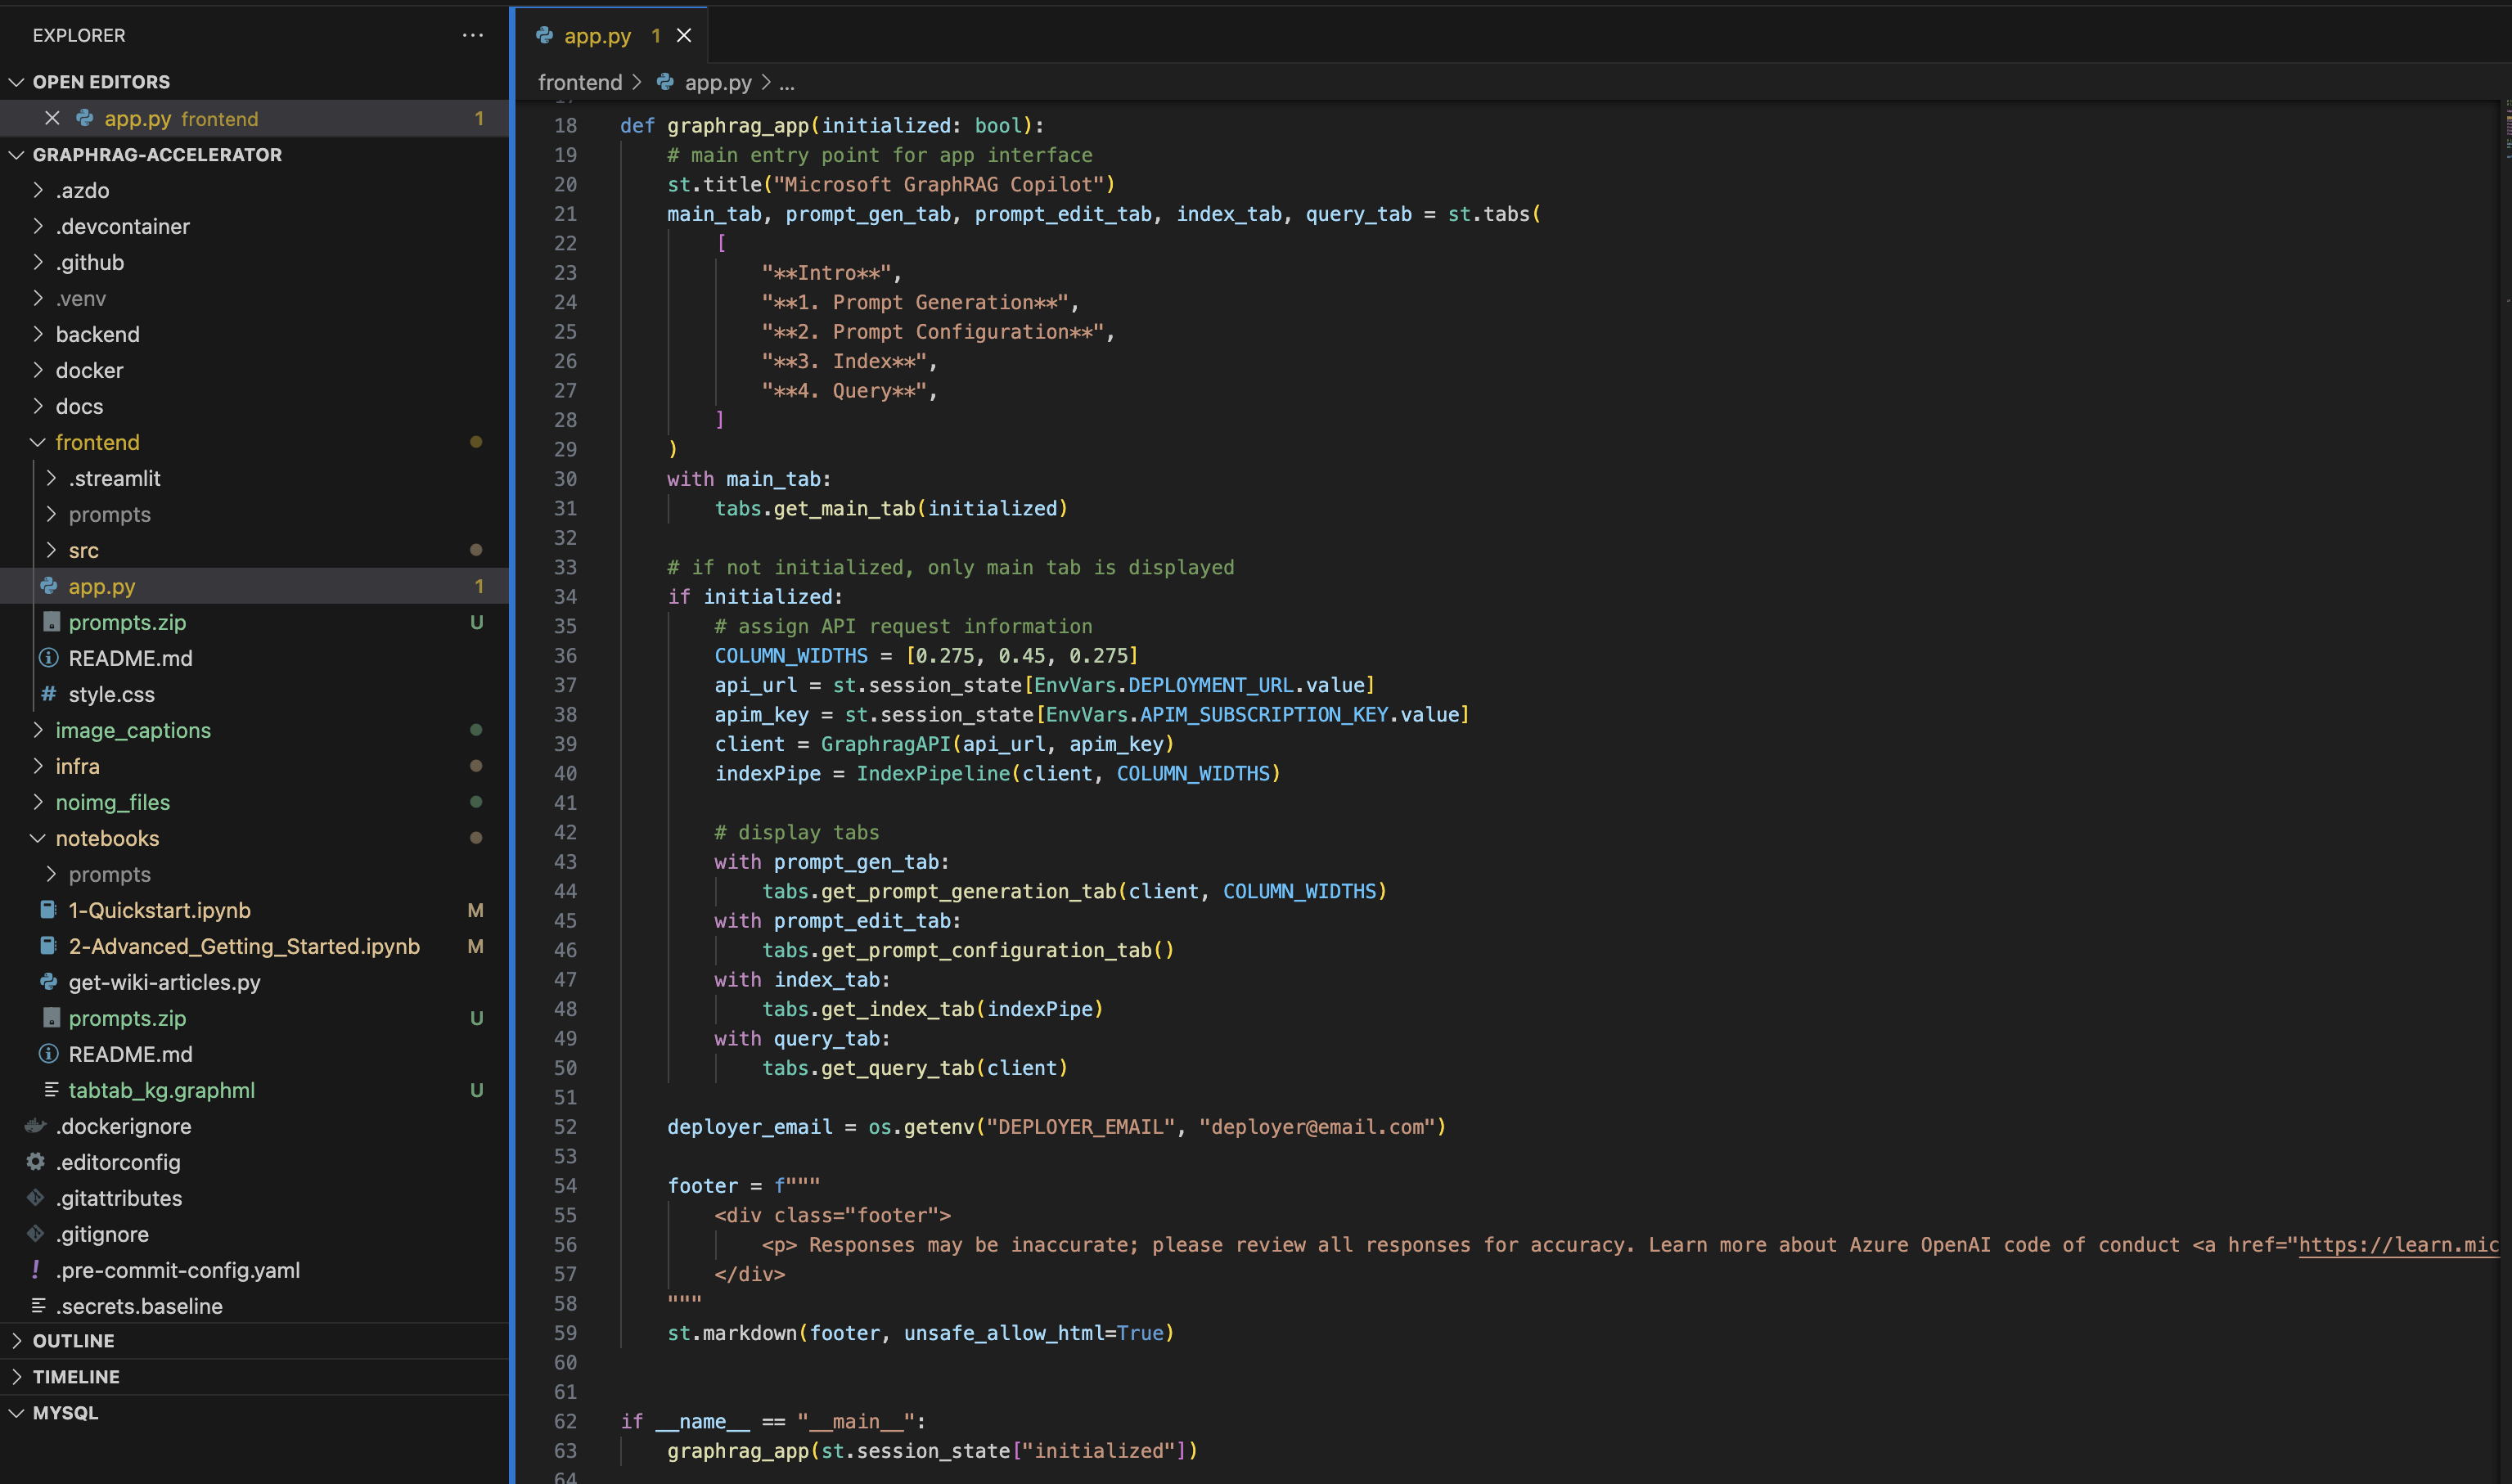 EXPLORER
OPEN EDITORS
app.py frontend 1
GRAPHRAG-ACCELERATOR
.azdo
.devcontainer
.github
.venv
backend
docker
docs
frontend
.streamlit
prompts
src
app.py 1
prompts.zip U
README.md
style.css
image_captions
infra
noimg_files
notebooks
prompts
1-Quickstart.ipynb M
2-Advanced_Getting_Started.ipynb M
get-wiki-articles.py
prompts.zip U
README.md
tabtab_kg.graphml U
.dockerignore
.editorconfig
.gitattributes
.gitignore
.pre-commit-config.yaml
.secrets.baseline
OUTLINE
TIMELINE
MYSQL
app.py 1
frontend > app.py > ...
18 def graphrag_app(initialized: bool):
19     # main entry point for app interface
20     st.title("Microsoft GraphRAG Copilot")
21     main_tab, prompt_gen_tab, prompt_edit_tab, index_tab, query_tab = st.tabs(
22         [
23             "**Intro**",
24             "**1. Prompt Generation**",
25             "**2. Prompt Configuration**",
26             "**3. Index**",
27             "**4. Query**",
28         ]
29     )
30     with main_tab:
31         tabs.get_main_tab(initialized)
32
33     # if not initialized, only main tab is displayed
34     if initialized:
35         # assign API request information
36         COLUMN_WIDTHS = [0.275, 0.45, 0.275]
37         api_url = st.session_state[EnvVars.DEPLOYMENT_URL.value]
38         apim_key = st.session_state[EnvVars.APIM_SUBSCRIPTION_KEY.value]
39         client = GraphragAPI(api_url, apim_key)
40         indexPipe = IndexPipeline(client, COLUMN_WIDTHS)
41
42         # display tabs
43         with prompt_gen_tab:
44             tabs.get_prompt_generation_tab(client, COLUMN_WIDTHS)
45         with prompt_edit_tab:
46             tabs.get_prompt_configuration_tab()
47         with index_tab:
48             tabs.get_index_tab(indexPipe)
49         with query_tab:
50             tabs.get_query_tab(client)
51
52     deployer_email = os.getenv("DEPLOYER_EMAIL", "deployer@email.com")
53
54     footer = f"""
55         <div class="footer">
56             <p> Responses may be inaccurate; please review all responses for accuracy. Learn more about Azure OpenAI code of conduct <a href="https://learn.mic
57         </div>
58     """
59     st.markdown(footer, unsafe_allow_html=True)
60
61
62 if __name__ == "__main__":
63     graphrag_app(st.session_state["initialized"])
64